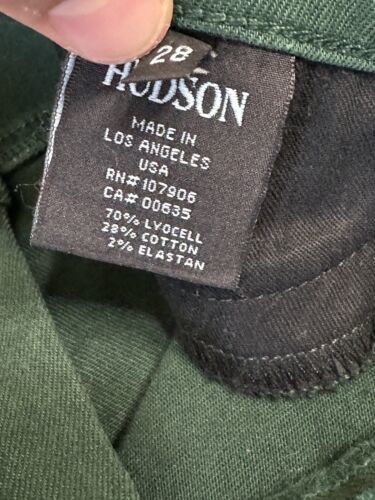 28
HUDSON
MADE IN
LOS ANGELES
USA
RN# 107906
CA# 00635
70% LYOCELL
28% COTTON
2% ELASTAN